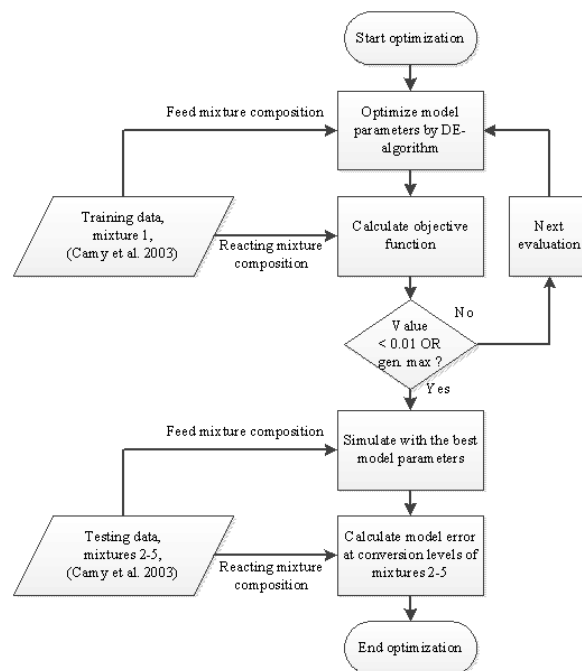 Start optimization
Feed mixture composition
Optimize model
parameters by DE-
algorithm
Training data,
mixture 1,
(Camy et al. 2003)
Reacting mixture
composition
Calculate objective
function
Next
evaluation
No
Value
< 0.01 OR
gen. max ?
Yes
Feed mixture composition
Simulate with the best
model parameters
Testing data,
mixtures 2-5,
(Camy et al. 2003)
Reacting mixture
composition
Calculate model error
at conversion levels of
mixtures 2-5
End optimization